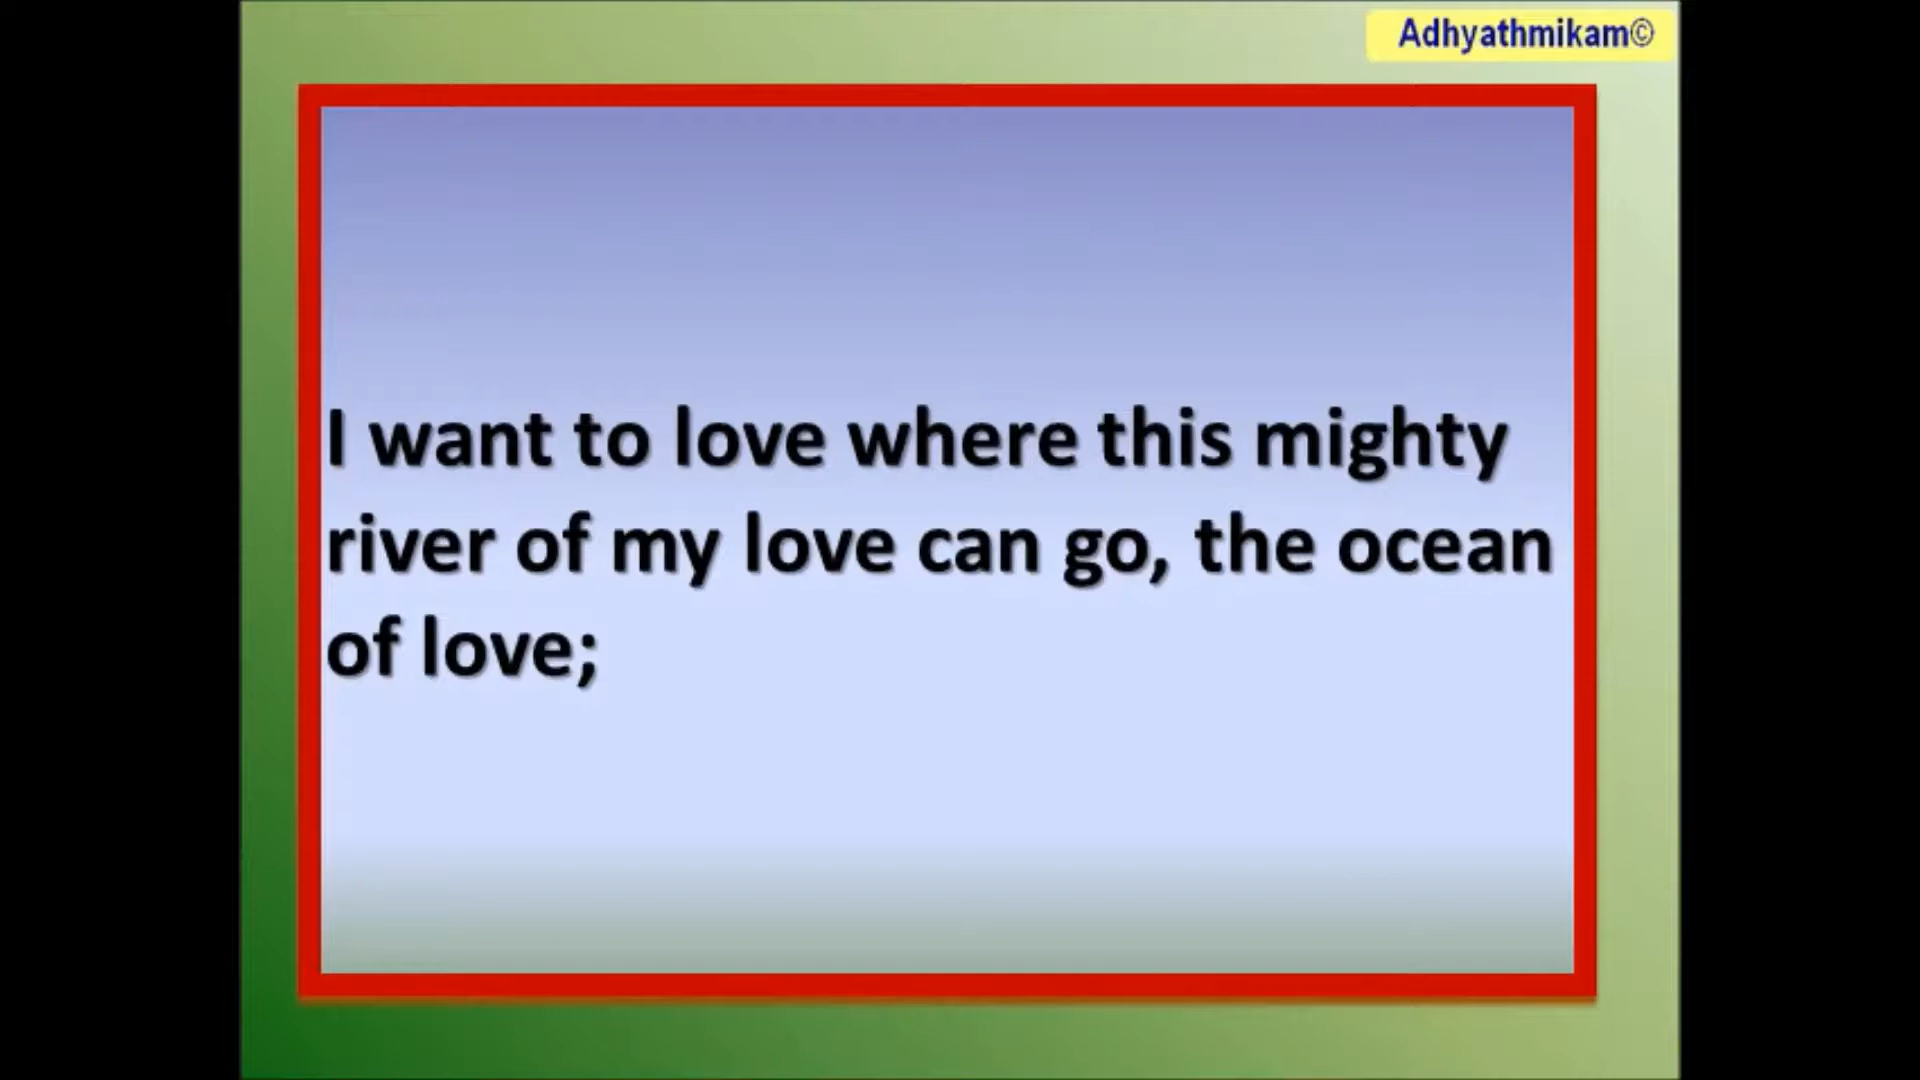 Adhyathmikam©
I want to love where this mighty
river of my love can go, the ocean
of love;